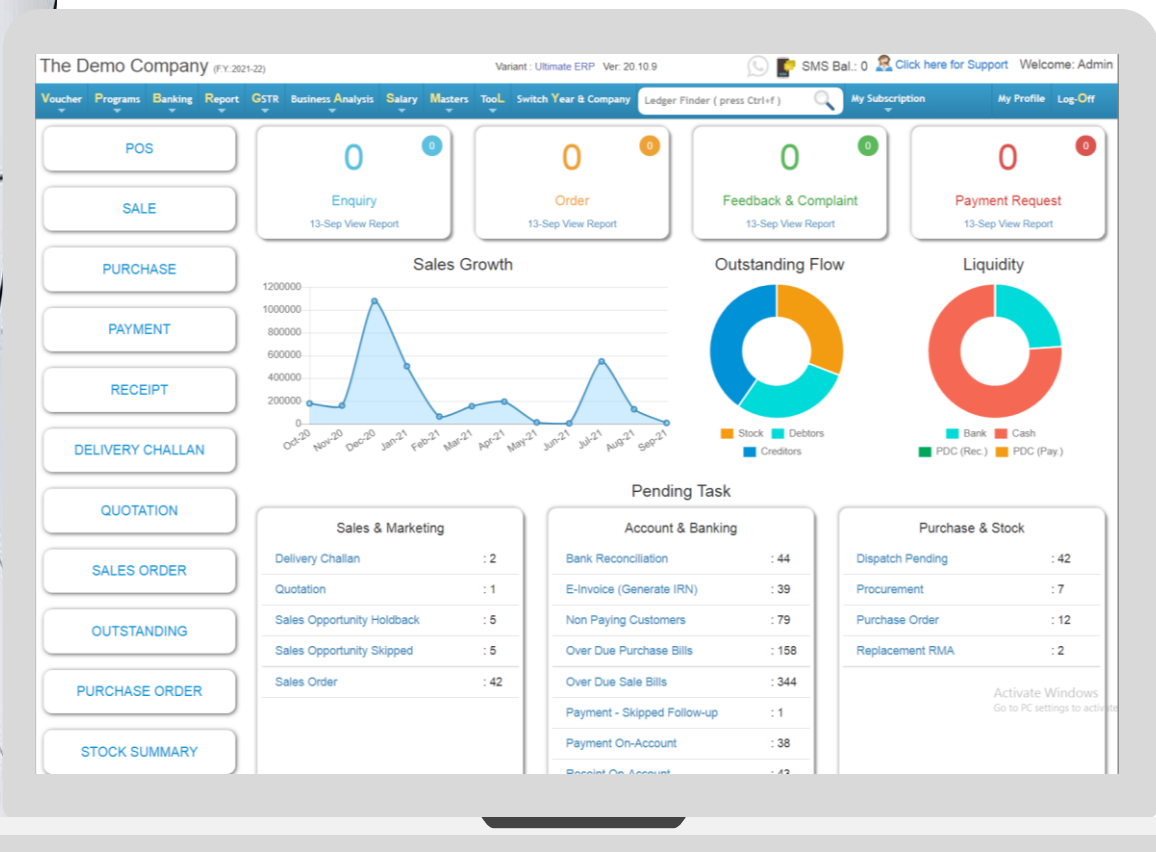 The Demo Company (F.Y. 2021-22) Variant : Ultimate ERP Ver: 20.10.9 SMS Bal.: 0 Click here for Support Welcome: Admin
Voucher Programs Banking Report GSTR Business Analysis Salary Masters TooL Switch Year & Company Ledger Finder ( press Ctrl+f ) My Subscription My Profile Log-Off
POS
SALE
PURCHASE
PAYMENT
RECEIPT
DELIVERY CHALLAN
QUOTATION
SALES ORDER
OUTSTANDING
PURCHASE ORDER
STOCK SUMMARY
0 0
Enquiry
13-Sep View Report
0 0
Order
13-Sep View Report
0 0
Feedback & Complaint
13-Sep View Report
0 0
Payment Request
13-Sep View Report
Sales Growth
1200000
1000000
800000
600000
400000
200000
0
Oct-20 Nov-20 Dec-20 Jan-21 Feb-21 Mar-21 Apr-21 May-21 Jun-21 Jul-21 Aug-21 Sep-21
Outstanding Flow
Stock Debtors
Creditors
Liquidity
Bank Cash
PDC (Rec.) PDC (Pay.)
Pending Task
Sales & Marketing
Delivery Challan : 2
Quotation : 1
Sales Opportunity Holdback : 5
Sales Opportunity Skipped : 5
Sales Order : 42
Account & Banking
Bank Reconciliation : 44
E-Invoice (Generate IRN) : 39
Non Paying Customers : 79
Over Due Purchase Bills : 158
Over Due Sale Bills : 344
Payment - Skipped Follow-up : 1
Payment On-Account : 38
Receipt On-Account : 43
Purchase & Stock
Dispatch Pending : 42
Procurement : 7
Purchase Order : 12
Replacement RMA : 2
Activate Windows
Go to PC settings to activate